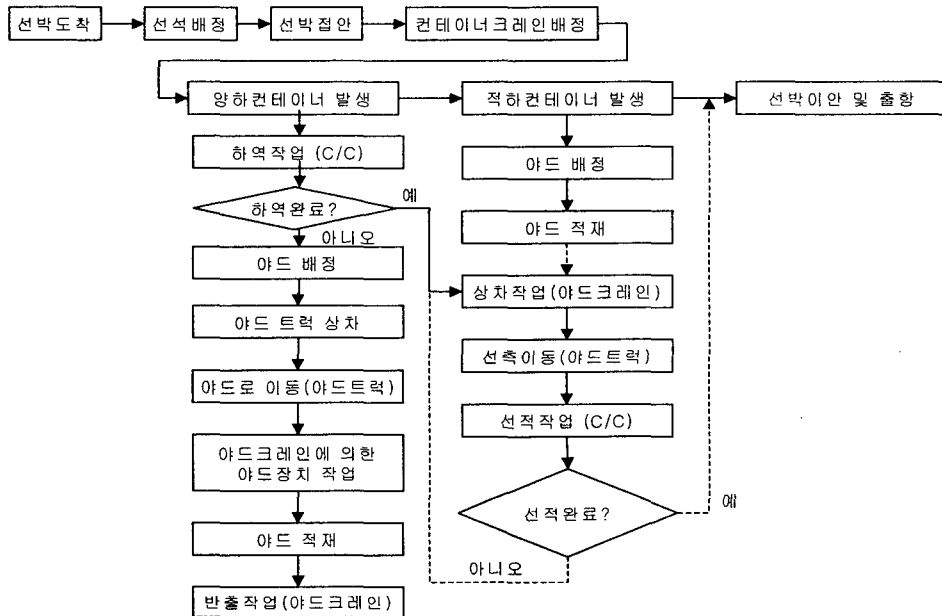 선박도착
선석배정
선박접안
컨테이너크레인배정
양하컨테이너 발생
적하컨테이너 발생
선박이안 및 출항
하역작업 (C/C)
하역완료?
예
아니오
야드 배정
야드 트럭 상차
야드로 이동(야드트럭)
야드크레인에 의한
야드장치 작업
야드 적재
반출작업(야드크레인)
야드 배정
야드 적재
상차작업(야드크레인)
선측이동(야드트럭)
선적작업 (C/C)
선적완료?
예
아니오